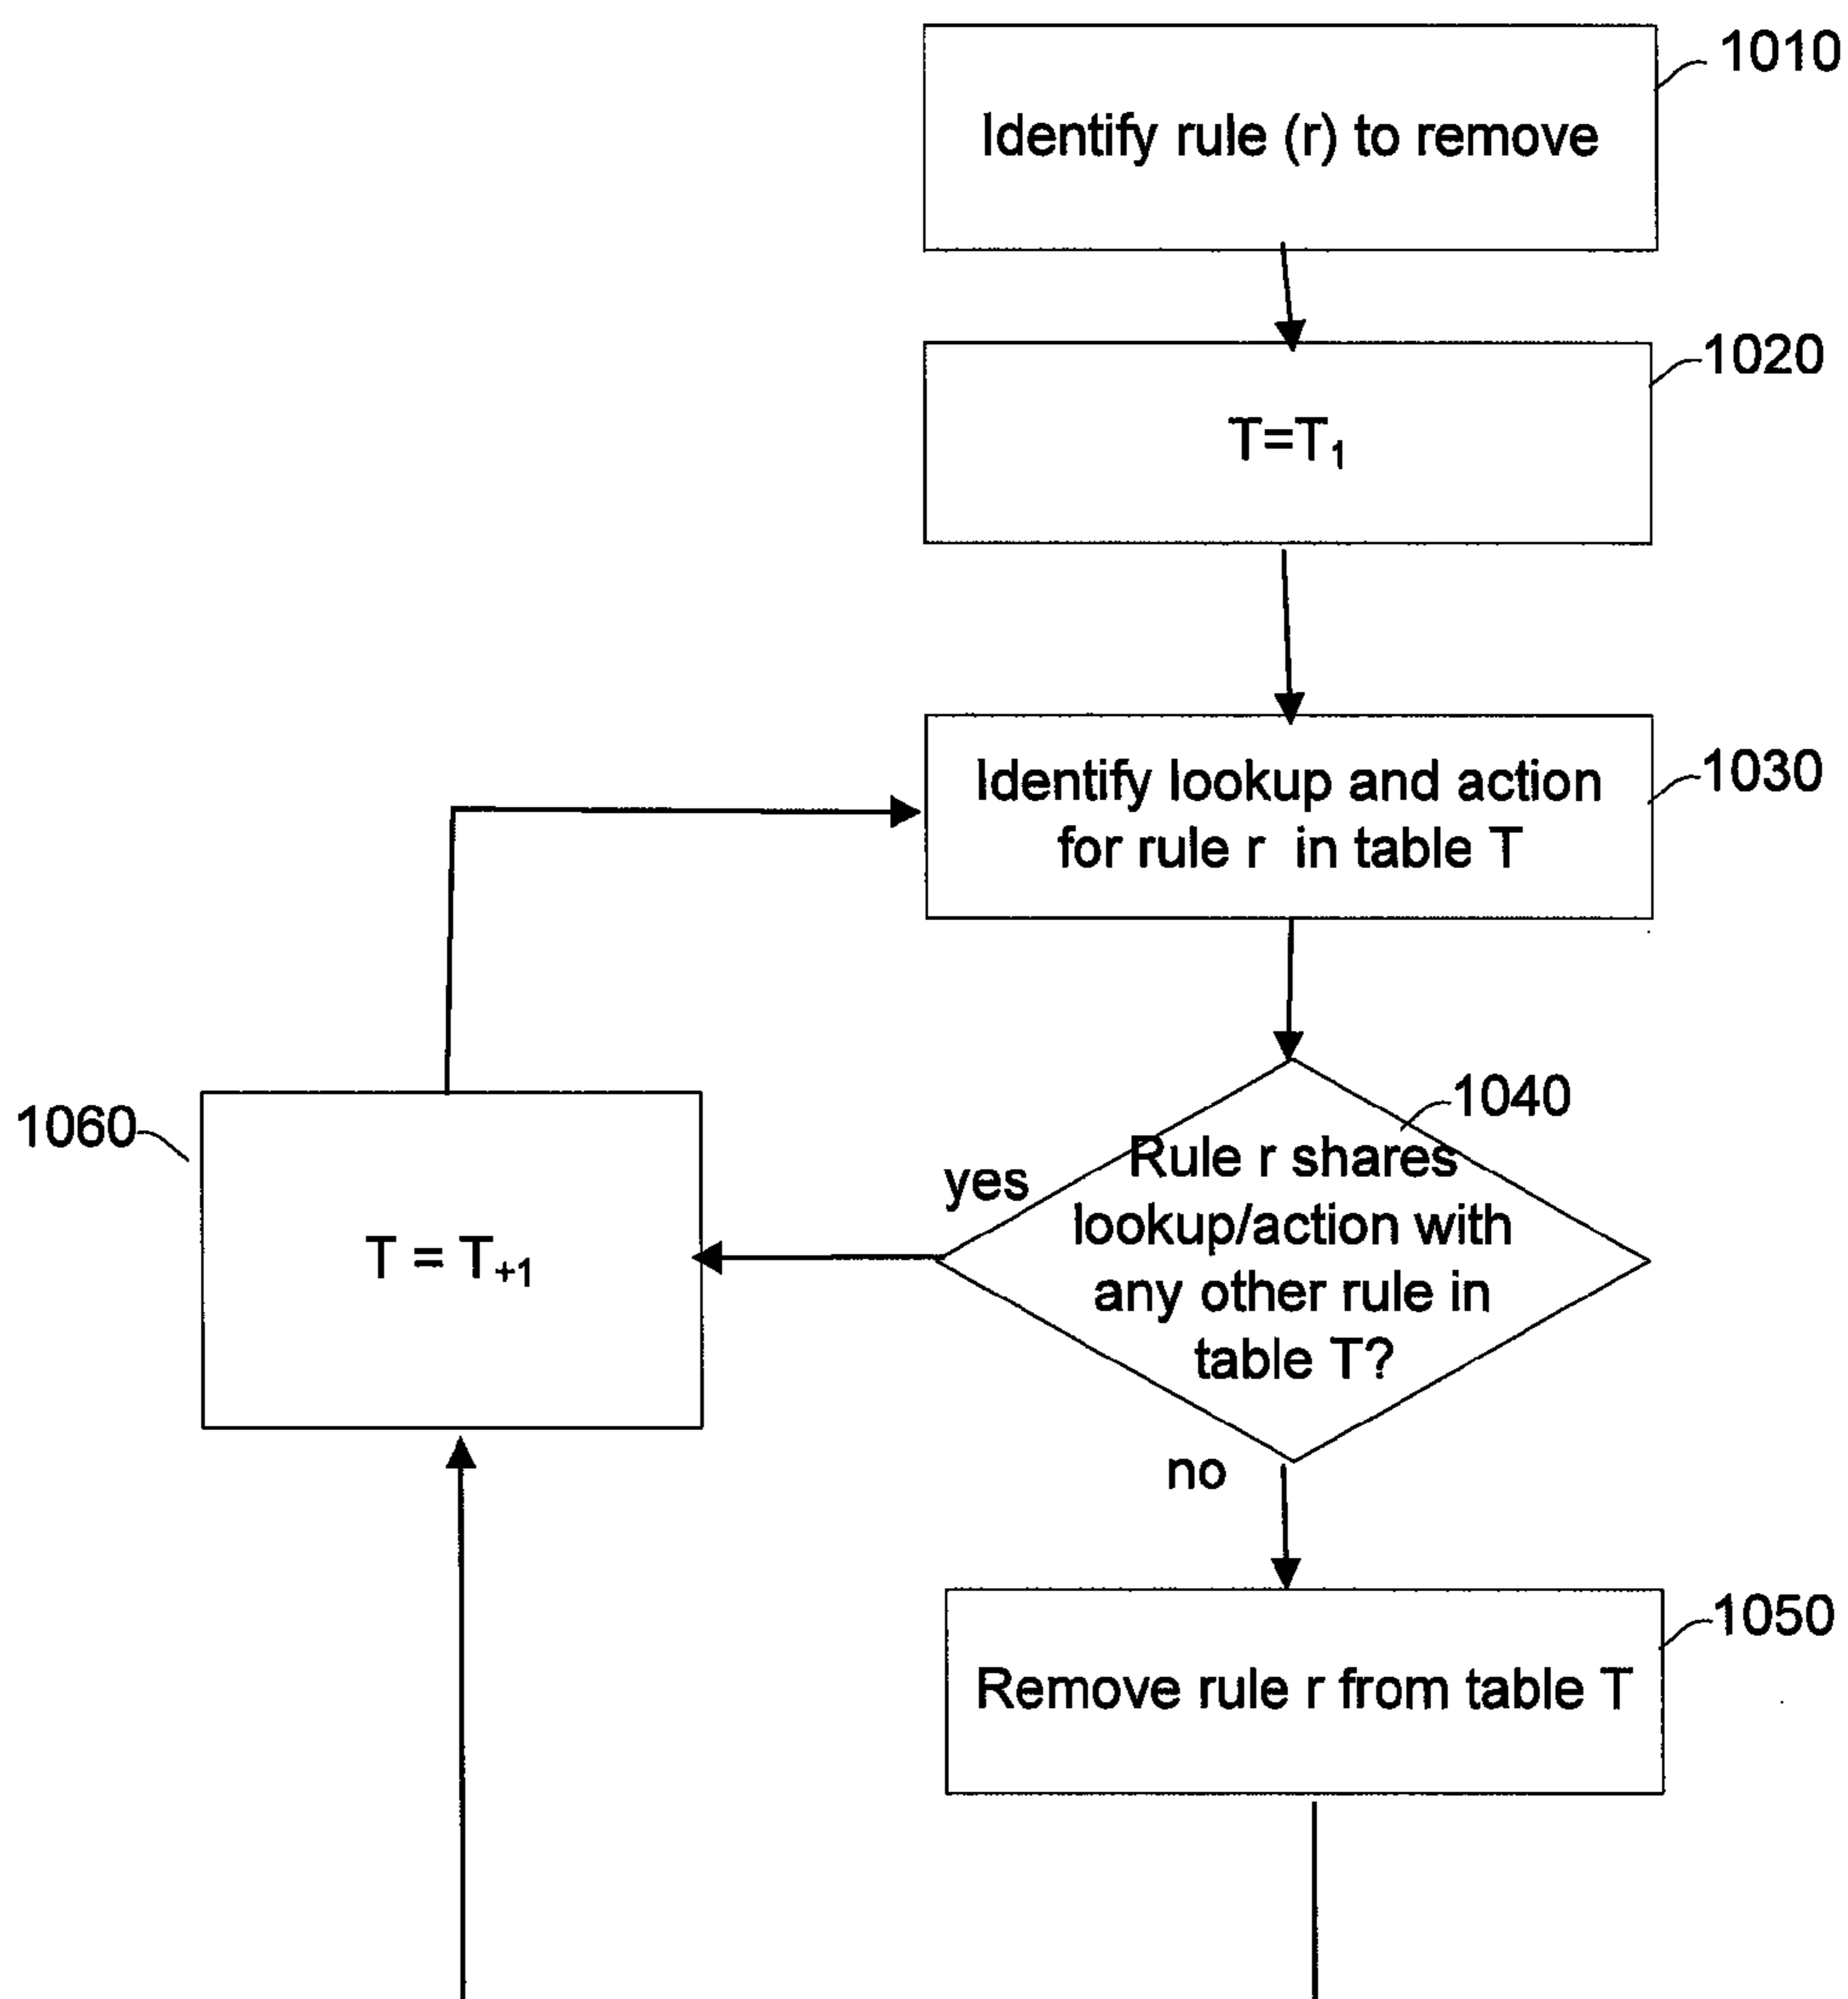 1010
Identify rule (r) to remove
1020
T=T₁
1030
Identify lookup and action
for rule r in table T
1040
Rule r shares
lookup/action with
any other rule in
table T?
yes
1060
T = T₊₁
no
1050
Remove rule r from table T